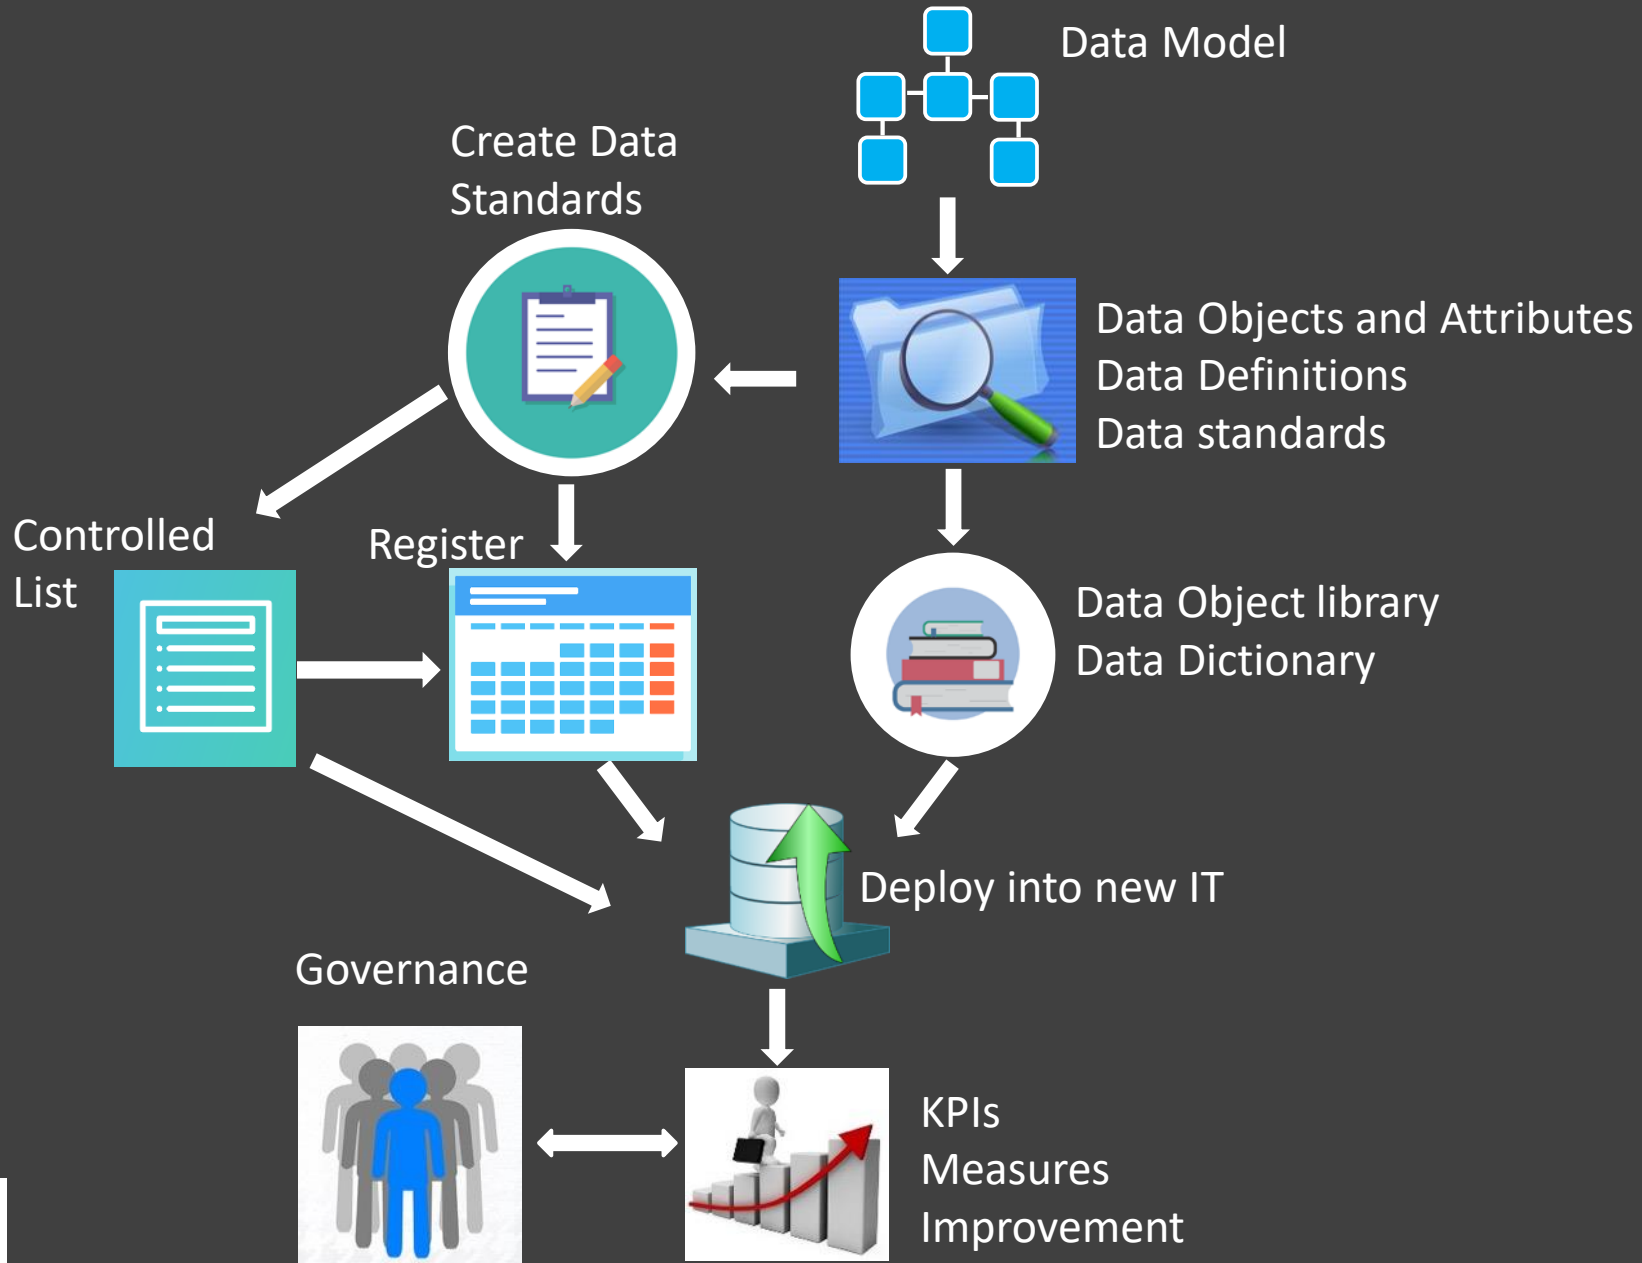 Data Model
Create Data
Standards
Data Objects and Attributes
Data Definitions
Data standards
Controlled
List
Register
Data Object library
Data Dictionary
Deploy into new IT
Governance
KPIs
Measures
Improvement